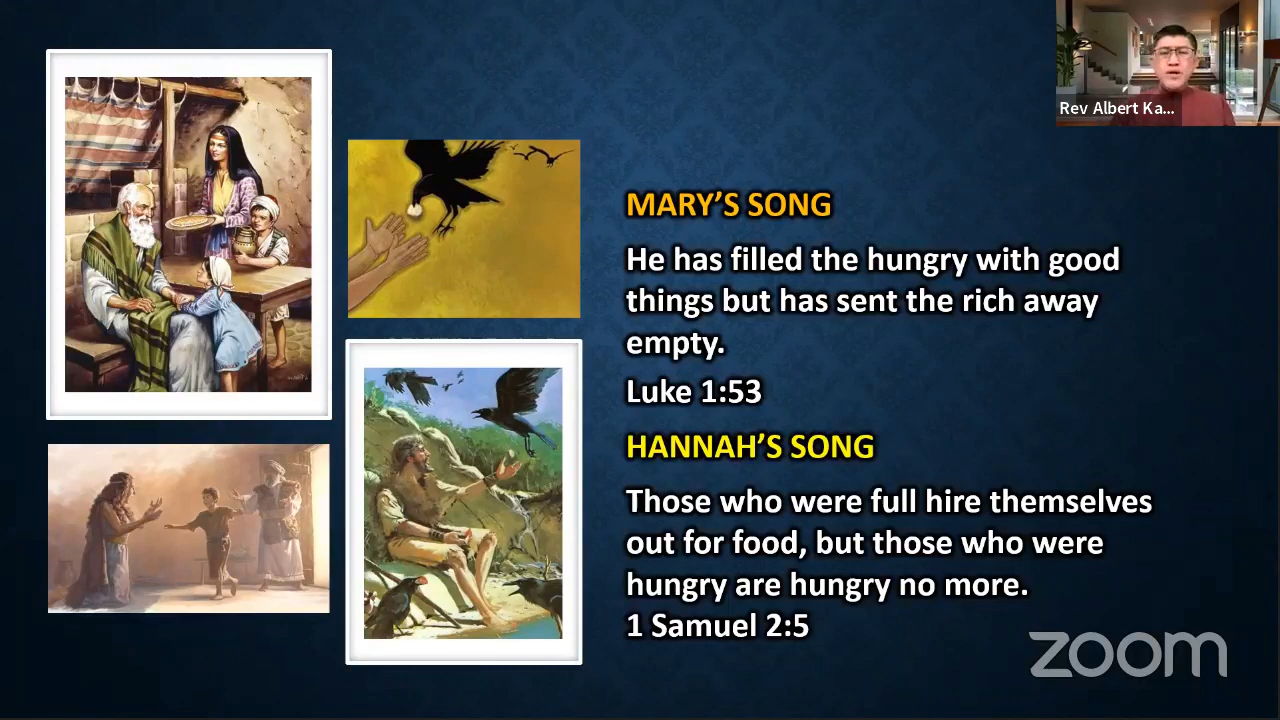 Rev Albert Ka...
MARY'S SONG
He has filled the hungry with good
things but has sent the rich away
empty.
Luke 1:53
HANNAH'S SONG
Those who were full hire themselves
out for food, but those who were
hungry are hungry no more.
1 Samuel 2:5
zoom